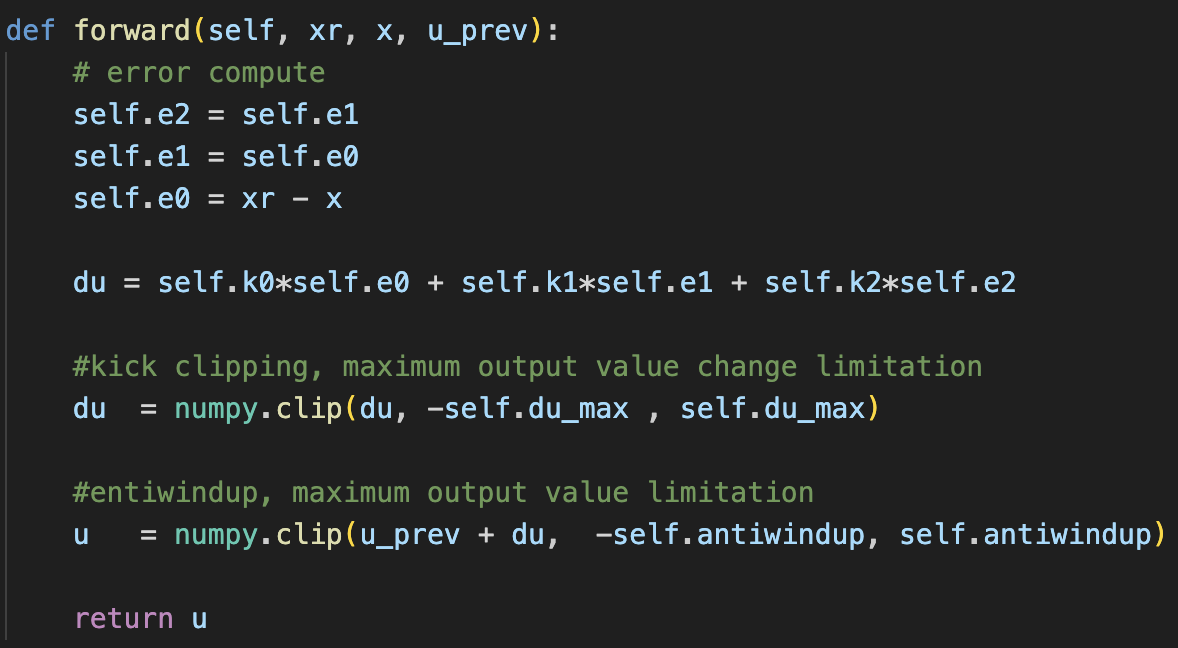 def forward(self, xr, x, u_prev):
    # error compute
    self.e2 = self.e1
    self.e1 = self.e0
    self.e0 = xr - x

    du = self.k0*self.e0 + self.k1*self.e1 + self.k2*self.e2

    #kick clipping, maximum output value change limitation
    du  = numpy.clip(du, -self.du_max , self.du_max)

    #entiwindup, maximum output value limitation
    u   = numpy.clip(u_prev + du,  -self.antiwindup, self.antiwindup)

    return u